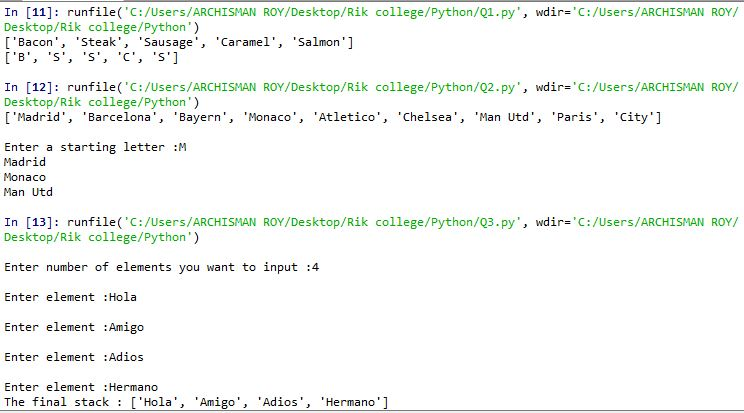 In [11]: runfile('C:/Users/ARCHISMAN ROY/Desktop/Rik college/Python/Q1.py', wdir='C:/Users/ARCHISMAN ROY/
Desktop/Rik college/Python')
['Bacon', 'Steak', 'Sausage', 'Caramel', 'Salmon']
['B', 'S', 'S', 'C', 'S']
In [12]: runfile('C:/Users/ARCHISMAN ROY/Desktop/Rik college/Python/Q2.py', wdir='C:/Users/ARCHISMAN ROY/
Desktop/Rik college/Python')
['Madrid', 'Barcelona', 'Bayern', 'Monaco', 'Atletico', 'Chelsea', 'Man Utd', 'Paris', 'City']
Enter a starting letter :M
Madrid
Monaco
Man Utd
In [13]: runfile('C:/Users/ARCHISMAN ROY/Desktop/Rik college/Python/Q3.py', wdir='C:/Users/ARCHISMAN ROY/
Desktop/Rik college/Python')
Enter number of elements you want to input :4
Enter element :Hola
Enter element :Amigo
Enter element :Adios
Enter element :Hermano
The final stack : ['Hola', 'Amigo', 'Adios', 'Hermano']